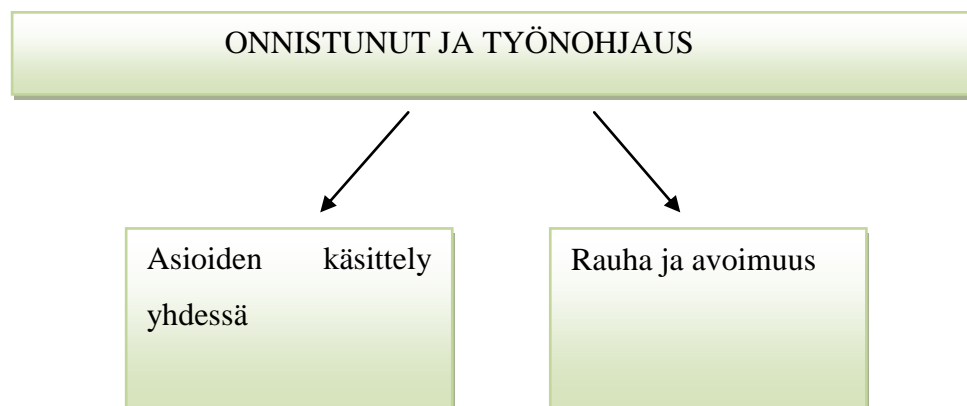 ONNISTUNUT JA TYÖNOHJAUS
Asioiden käsittely
yhdessä
Rauha ja avoimuus